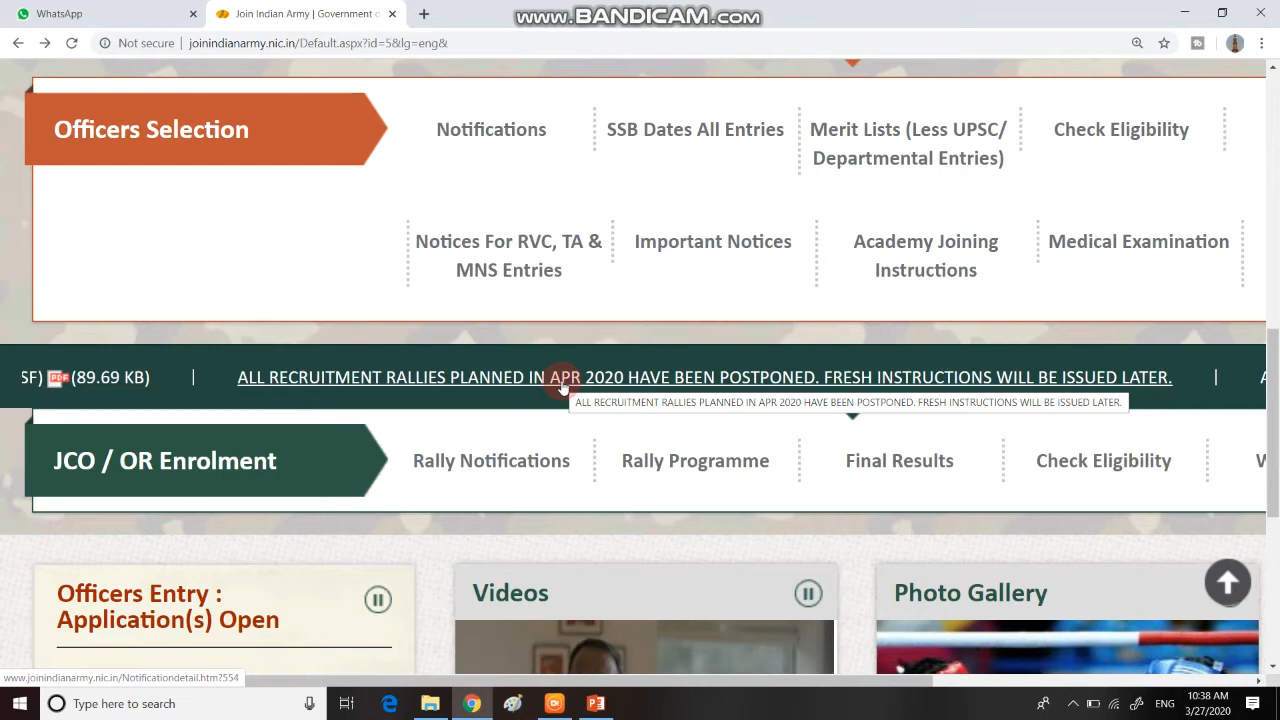 WhatsApp
Join Indian Army | Government o
www.BANDICAM.com
Not secure | joinindianarmy.nic.in/Default.aspx?id=5&lg=eng&
Officers Selection
Notifications
SSB Dates All Entries
Merit Lists (Less UPSC/
Departmental Entries)
Check Eligibility
Notices For RVC, TA &
MNS Entries
Important Notices
Academy Joining
Instructions
Medical Examination
SF) PDF (89.69 KB) | ALL RECRUITMENT RALLIES PLANNED IN APR 2020 HAVE BEEN POSTPONED. FRESH INSTRUCTIONS WILL BE ISSUED LATER. | A
ALL RECRUITMENT RALLIES PLANNED IN APR 2020 HAVE BEEN POSTPONED. FRESH INSTRUCTIONS WILL BE ISSUED LATER.
JCO / OR Enrolment
Rally Notifications
Rally Programme
Final Results
Check Eligibility
Officers Entry :
Application(s) Open
Videos
Photo Gallery
www.joinindianarmy.nic.in/Notificationdetail.htm?554
Type here to search
ENG
10:38 AM
3/27/2020